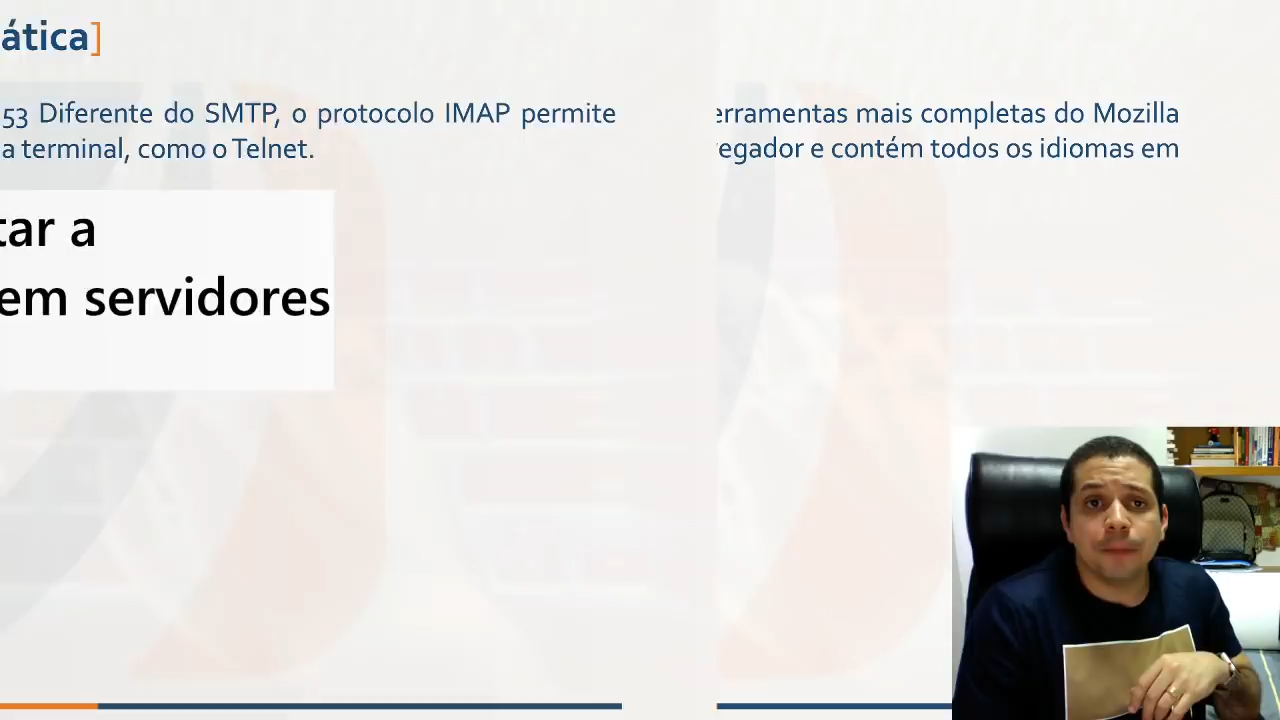 ática]
53 Diferente do SMTP, o protocolo IMAP permite
a terminal, como o Telnet.
tar a
em servidores
erramentas mais completas do Mozilla
egador e contém todos os idiomas em